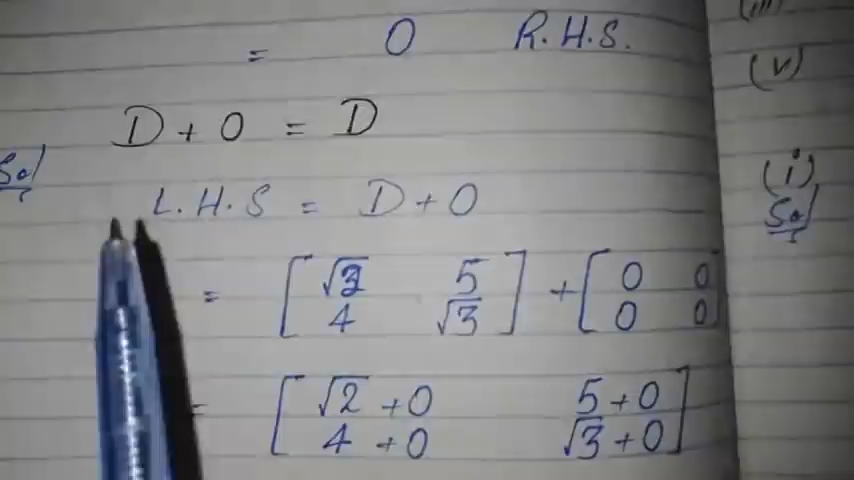 = 0 R.H.S.
D + 0 = D
Sol
L.H.S = D + 0
= [ √2 5 ] + [ 0 0 ]
4 √3 0 0
= [ √2 + 0 5 + 0 ]
4 + 0 √3 + 0
(iii)
(v)
(i)
Sol